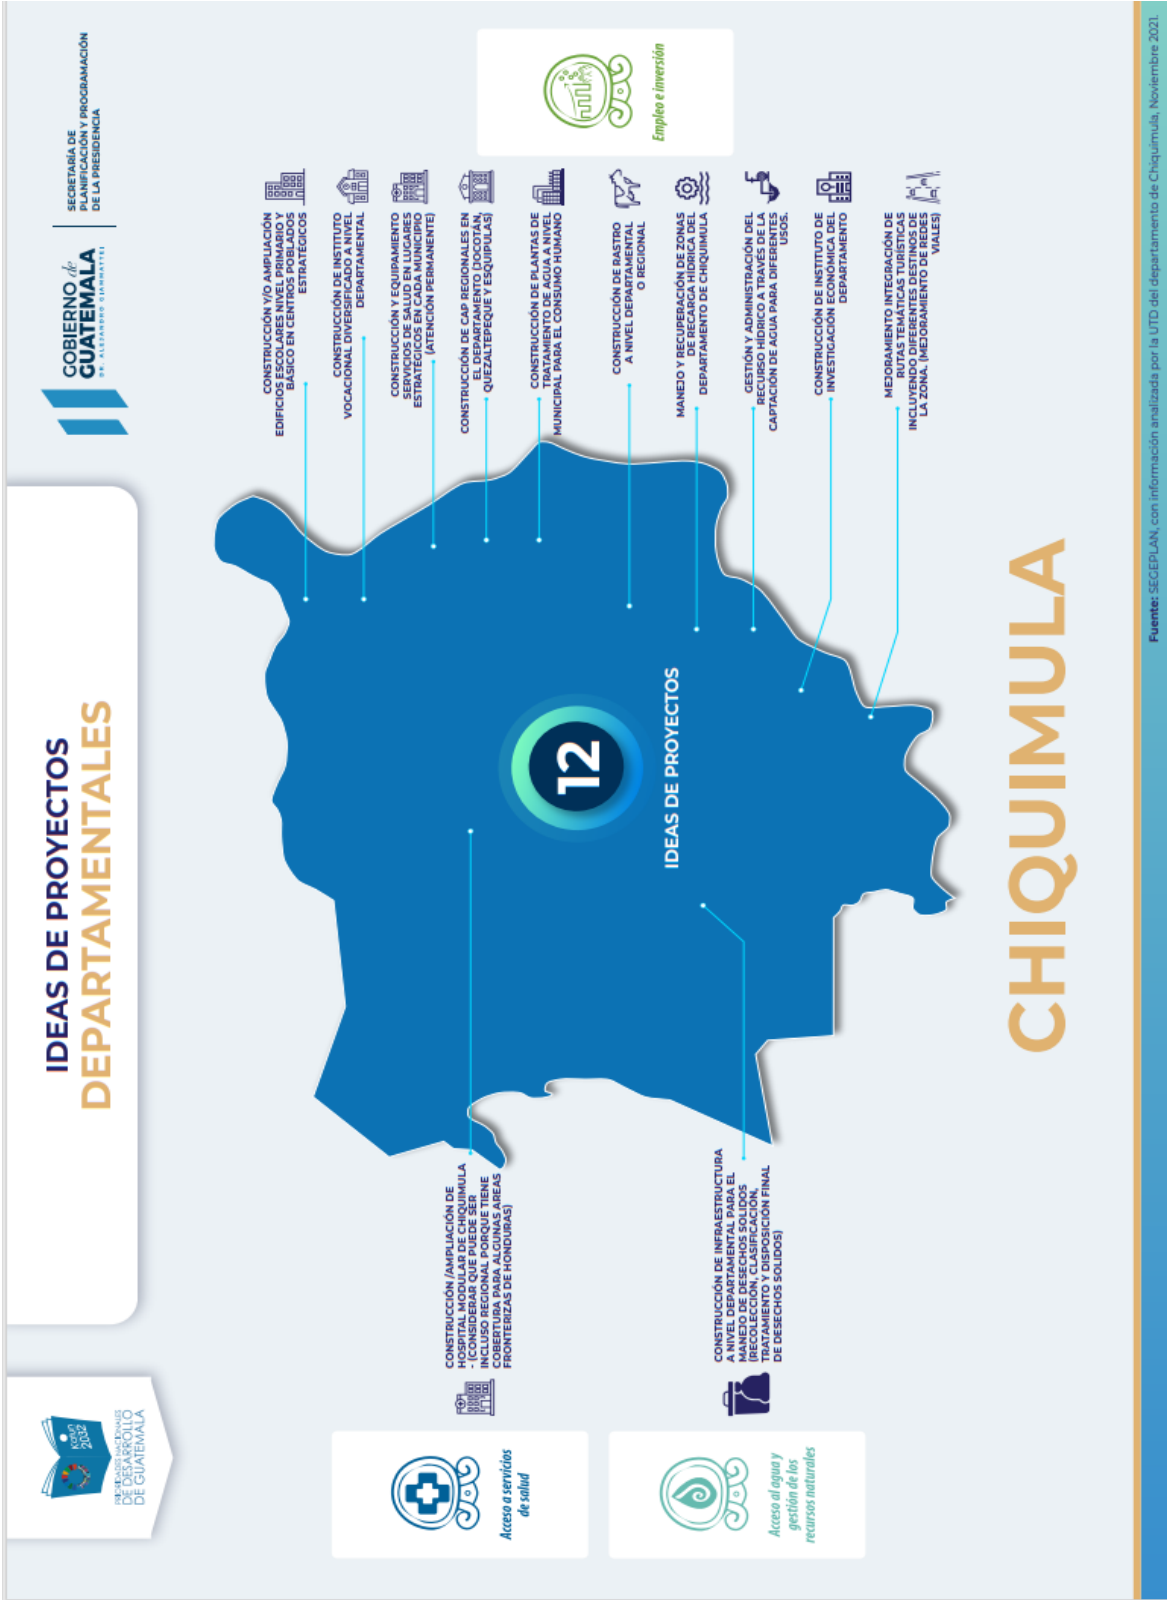 Katun
2032
PRIORIDADES NACIONALES
DE DESARROLLO
DE GUATEMALA
IDEAS DE PROYECTOS
DEPARTAMENTALES
GOBIERNO de
GUATEMALA
DR. ALEJANDRO GIAMMATTEI
SECRETARÍA DE
PLANIFICACIÓN Y PROGRAMACIÓN
DE LA PRESIDENCIA
Acceso a servicios
de salud
CONSTRUCCIÓN /AMPLIACIÓN DE
HOSPITAL MODULAR DE CHIQUIMULA
- (CONSIDERAR QUE PUEDE SER
INCLUSO REGIONAL PORQUE TIENE
COBERTURA PARA ALGUNAS AREAS
FRONTERIZAS DE HONDURAS)
Acceso al agua y
gestión de los
recursos naturales
CONSTRUCCIÓN DE INFRAESTRUCTURA
A NIVEL DEPARTAMENTAL PARA EL
MANEJO DE DESECHOS SOLIDOS
(RECOLECCIÓN, CLASIFICACIÓN,
TRATAMIENTO Y DISPOSICIÓN FINAL
DE DESECHOS SOLIDOS)
12
IDEAS DE PROYECTOS
CONSTRUCCIÓN Y/O AMPLIACIÓN
EDIFICIOS ESCOLARES NIVEL PRIMARIO Y
BÁSICO EN CENTROS POBLADOS
ESTRATÉGICOS
CONSTRUCCIÓN DE INSTITUTO
VOCACIONAL DIVERSIFICADO A NIVEL
DEPARTAMENTAL
CONSTRUCCIÓN Y EQUIPAMIENTO
SERVICIOS DE SALUD EN LUGARES
ESTRATÉGICOS EN CADA MUNICIPIO
(ATENCIÓN PERMANENTE)
CONSTRUCCIÓN DE CAP REGIONALES EN
EL DEPARTAMENTO (JOCOTÁN,
QUEZALTEPEQUE Y ESQUIPULAS)
CONSTRUCCIÓN DE PLANTAS DE
TRATAMIENTO DE AGUA A NIVEL
MUNICIPAL PARA EL CONSUMO HUMANO
CONSTRUCCIÓN DE RASTRO
A NIVEL DEPARTAMENTAL
O REGIONAL
MANEJO Y RECUPERACIÓN DE ZONAS
DE RECARGA HÍDRICA DEL
DEPARTAMENTO DE CHIQUIMULA
GESTIÓN Y ADMINISTRACIÓN DEL
RECURSO HÍDRICO A TRAVÉS DE LA
CAPTACIÓN DE AGUA PARA DIFERENTES
USOS.
CONSTRUCCIÓN DE INSTITUTO DE
INVESTIGACIÓN ECONÓMICA DEL
DEPARTAMENTO
MEJORAMIENTO INTEGRACIÓN DE
RUTAS TEMÁTICAS TURÍSTICAS
INCLUYENDO DIFERENTES DESTINOS DE
LA ZONA. (MEJORAMIENTO DE REDES
VIALES)
Empleo e inversión
CHIQUIMULA
Fuente: SEGEPLAN, con información analizada por la UTD del departamento de Chiquimula, Noviembre 2021.